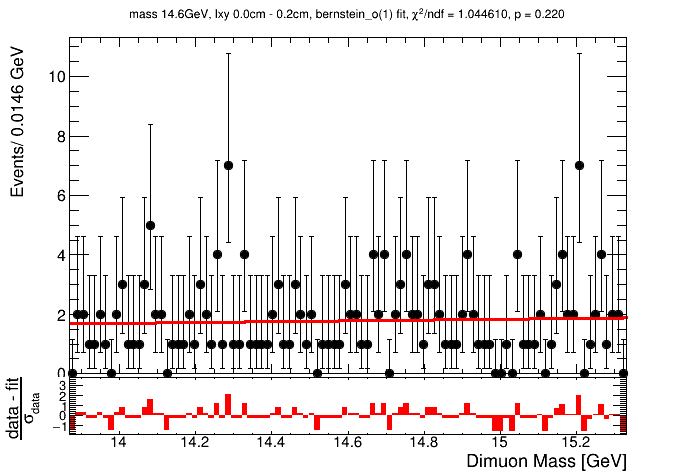 mass 14.6GeV, lxy 0.0cm - 0.2cm, bernstein_o(1) fit, χ²/ndf = 1.044610, p = 0.220
Events/ 0.0146 GeV
10
8
6
4
2
0
data - fit
σdata
3
2
1
0
−1
14 14.2 14.4 14.6 14.8 15 15.2
Dimuon Mass [GeV]